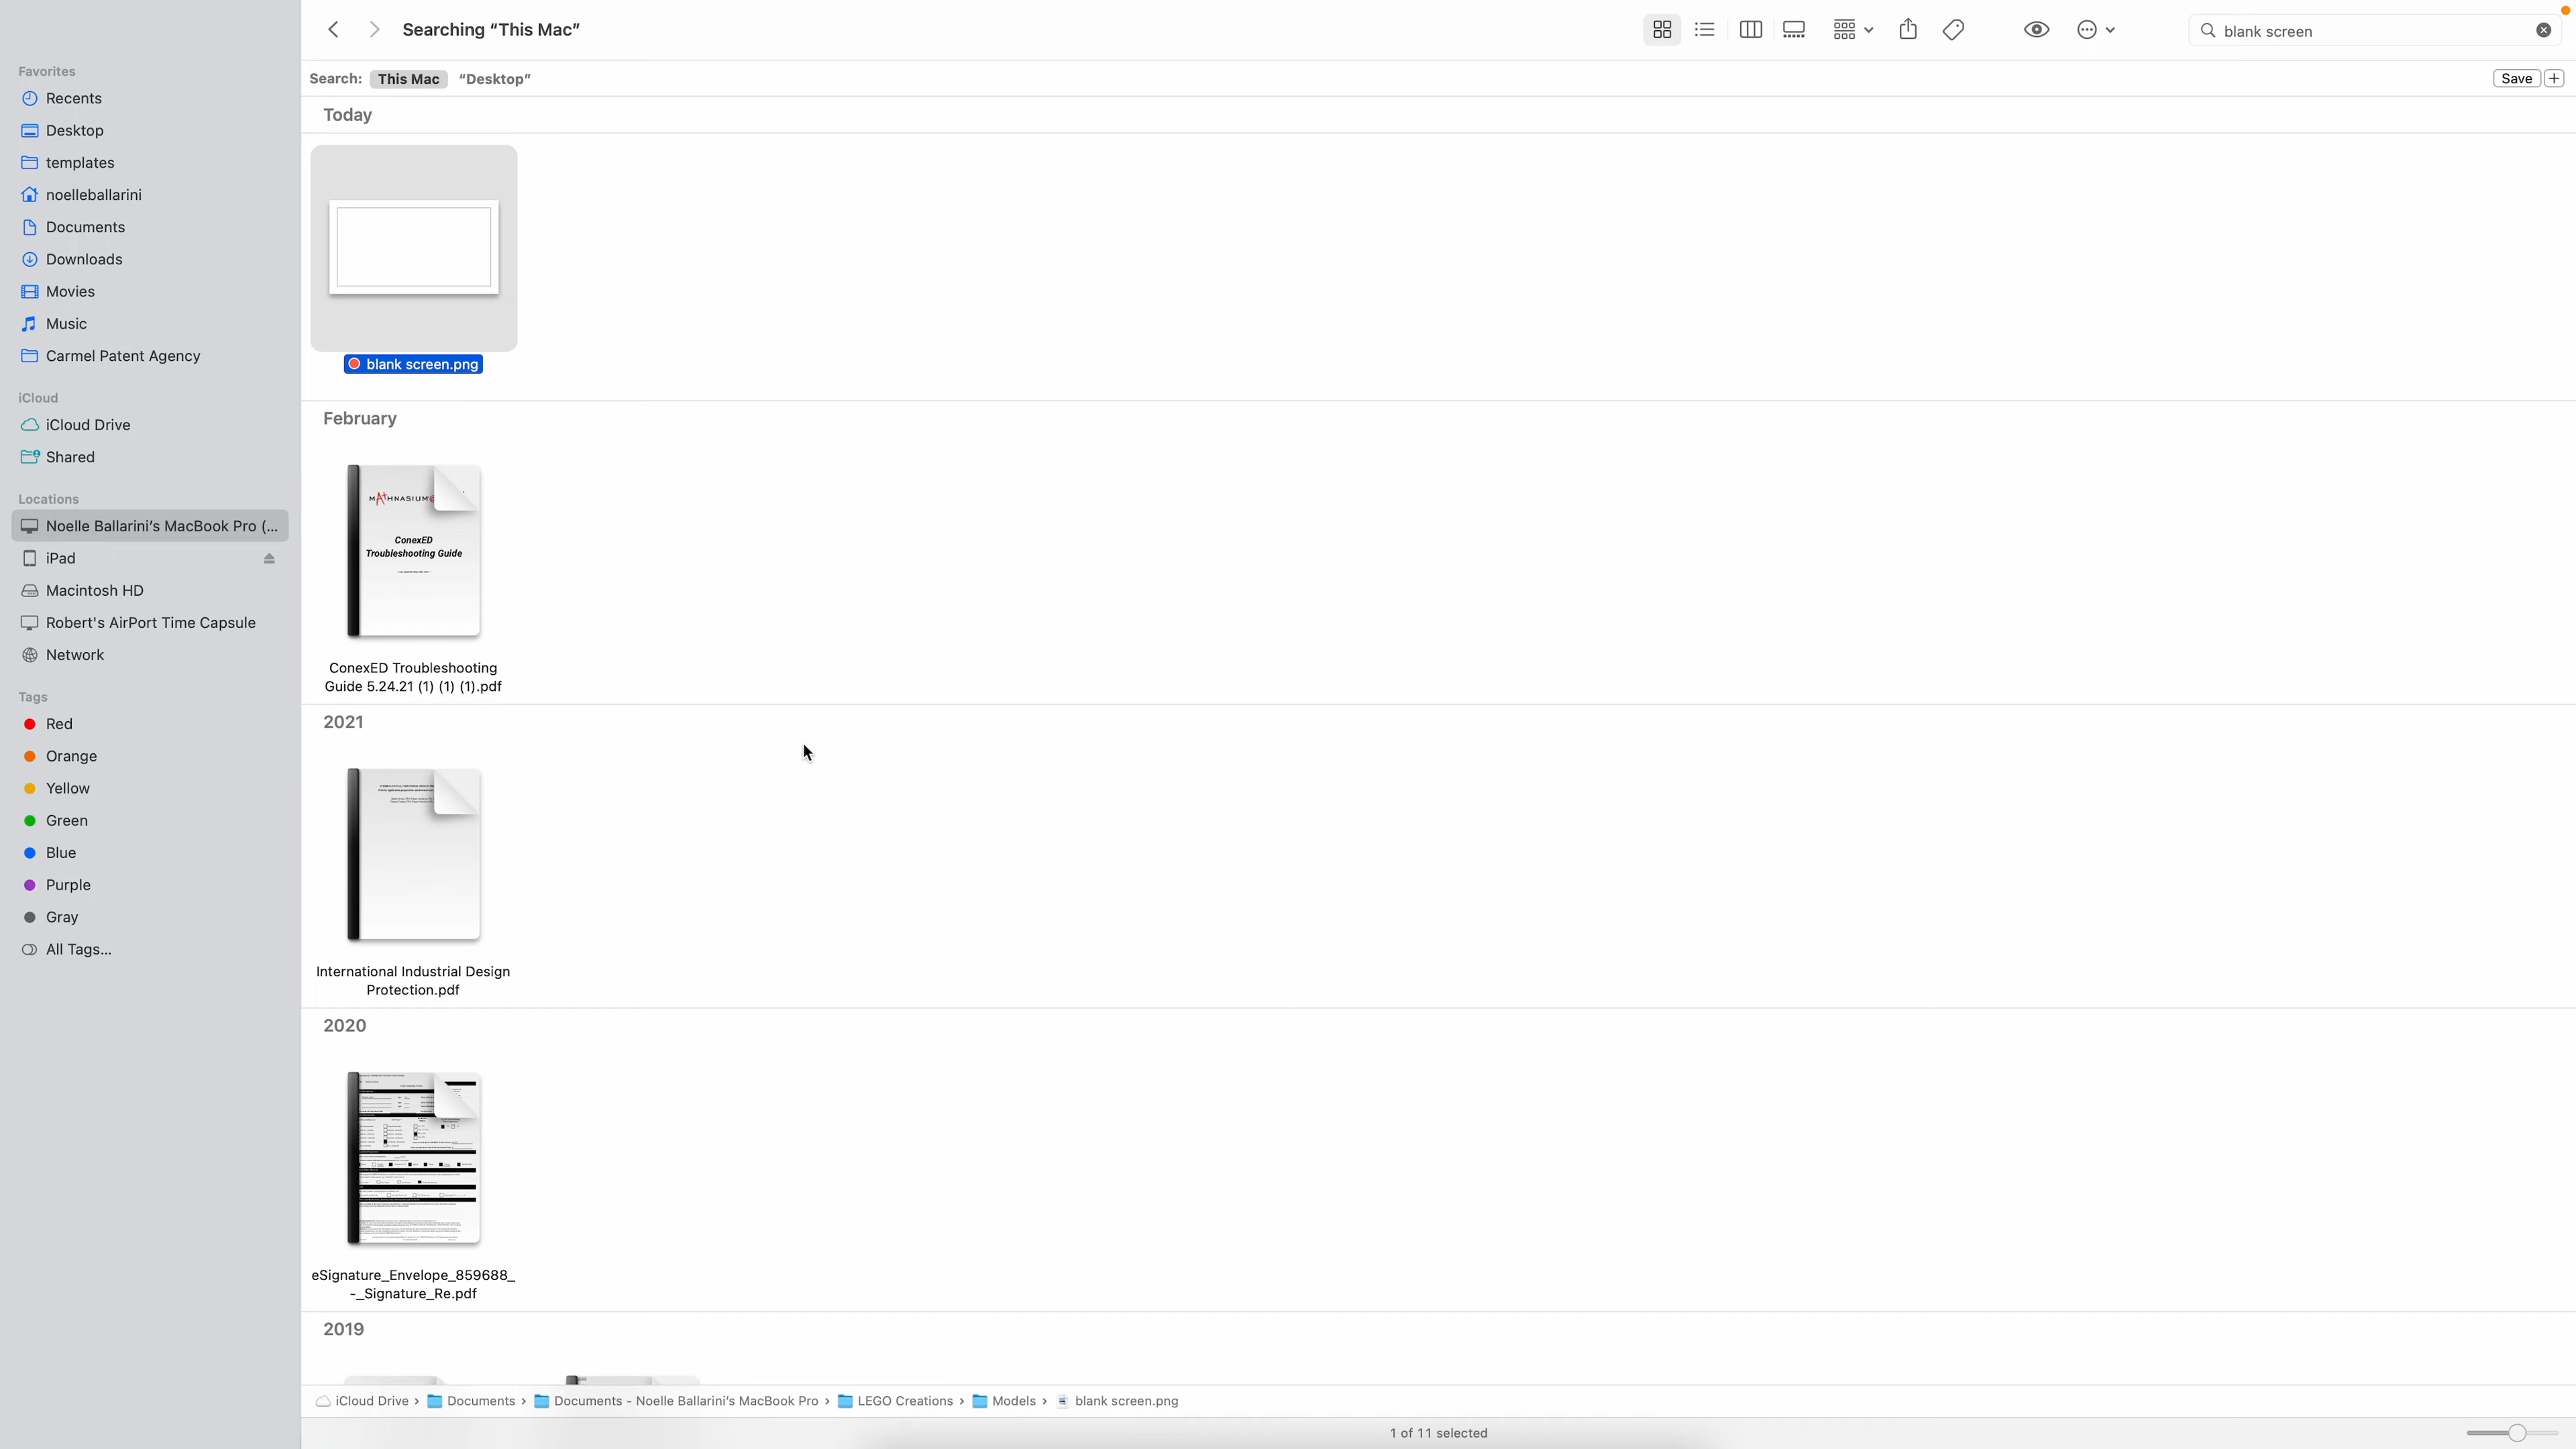 Searching “This Mac”
blank screen
Search: This Mac “Desktop”
Save
Favorites
Recents
Desktop
templates
noelleballarini
Documents
Downloads
Movies
Music
Carmel Patent Agency
iCloud
iCloud Drive
Shared
Locations
Noelle Ballarini’s MacBook Pro (...
iPad
Macintosh HD
Robert's AirPort Time Capsule
Network
Tags
Red
Orange
Yellow
Green
Blue
Purple
Gray
All Tags...
Today
blank screen.png
February
MATHNASIUM
ConexED
Troubleshooting Guide
ConexED Troubleshooting
Guide 5.24.21 (1) (1) (1).pdf
2021
International Industrial Design
Protection.pdf
2020
eSignature_Envelope_859688_
-_Signature_Re.pdf
2019
iCloud Drive › Documents › Documents - Noelle Ballarini’s MacBook Pro › LEGO Creations › Models › blank screen.png
1 of 11 selected